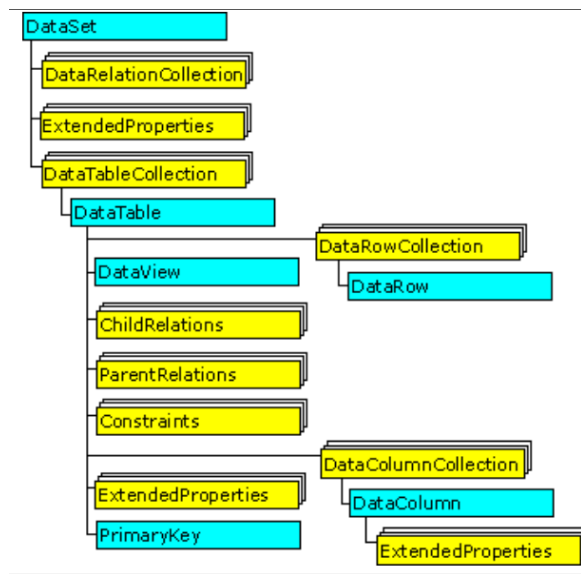 DataSet
DataRelationCollection
ExtendedProperties
DataTableCollection
DataTable
DataRowCollection
DataView
DataRow
ChildRelations
ParentRelations
Constraints
DataColumnCollection
ExtendedProperties
DataColumn
PrimaryKey
ExtendedProperties